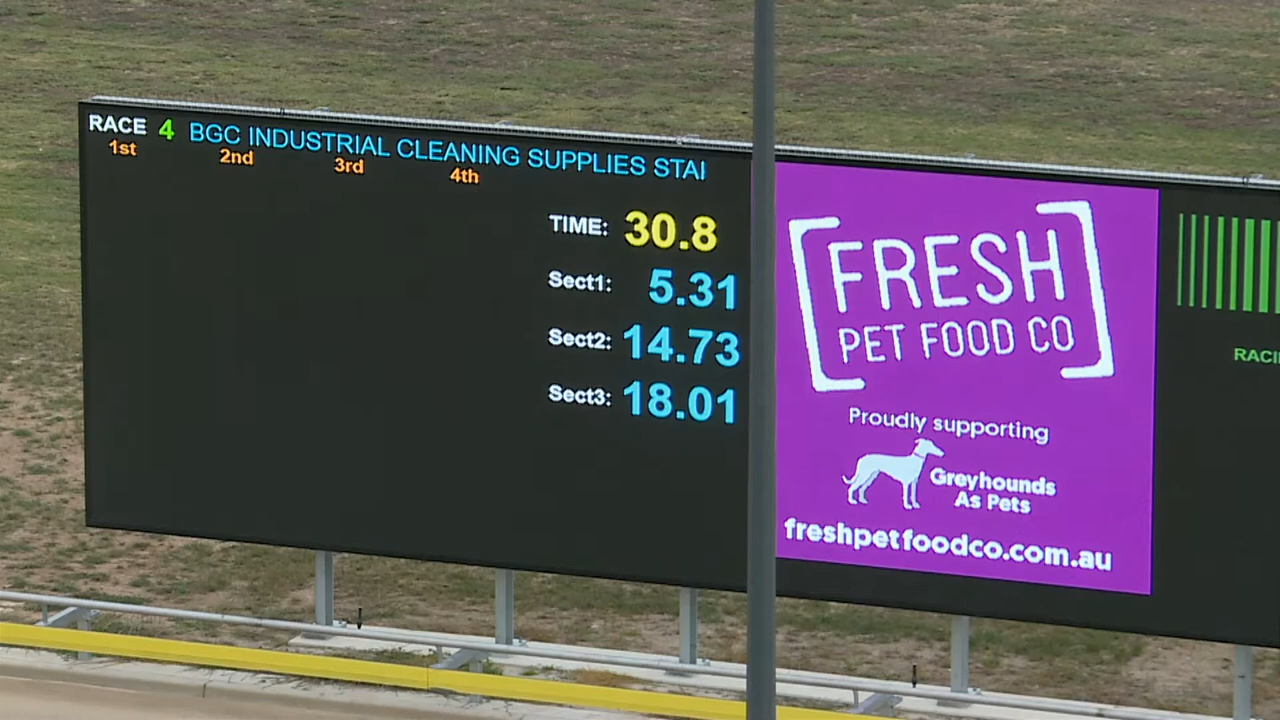 RACE 4 BGC INDUSTRIAL CLEANING SUPPLIES STAI
1st 2nd 3rd 4th
TIME: 30.8
Sect1: 5.31
Sect2: 14.73
Sect3: 18.01
FRESH
PET FOOD CO
Proudly supporting
Greyhounds
As Pets
freshpetfoodco.com.au
RACI